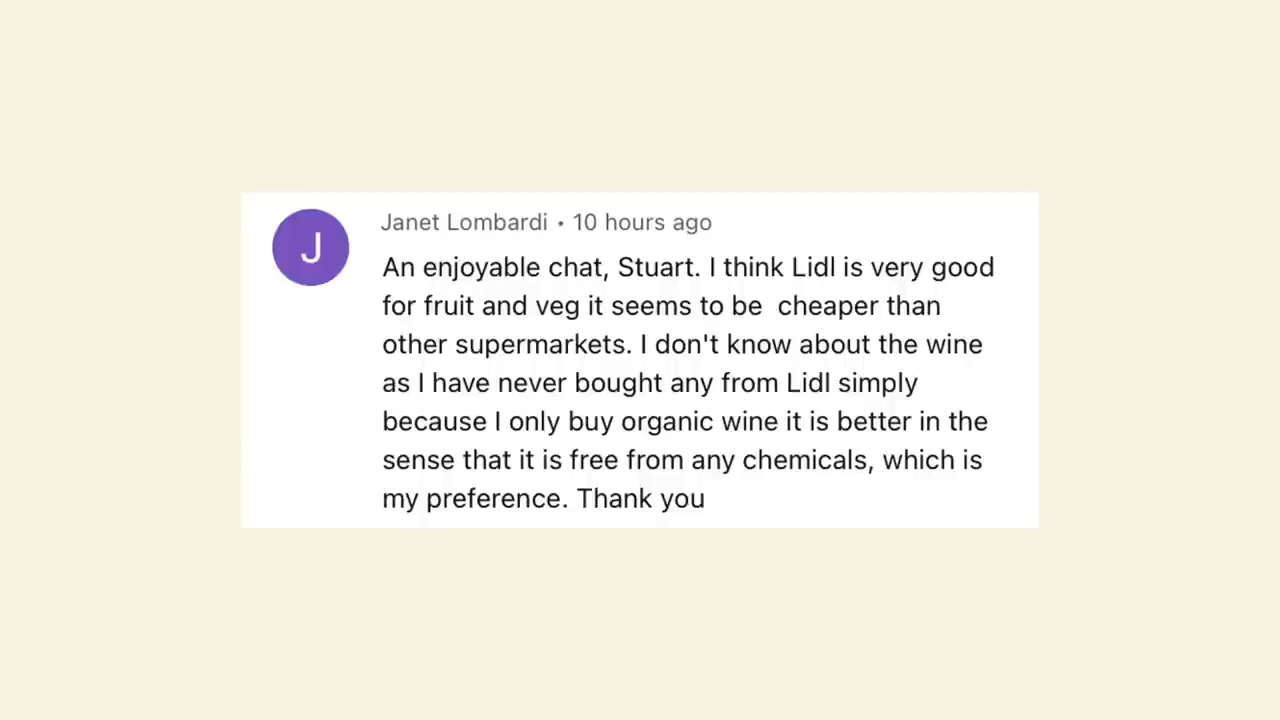 J
Janet Lombardi • 10 hours ago
An enjoyable chat, Stuart. I think Lidl is very good
for fruit and veg it seems to be  cheaper than
other supermarkets. I don't know about the wine
as I have never bought any from Lidl simply
because I only buy organic wine it is better in the
sense that it is free from any chemicals, which is
my preference. Thank you